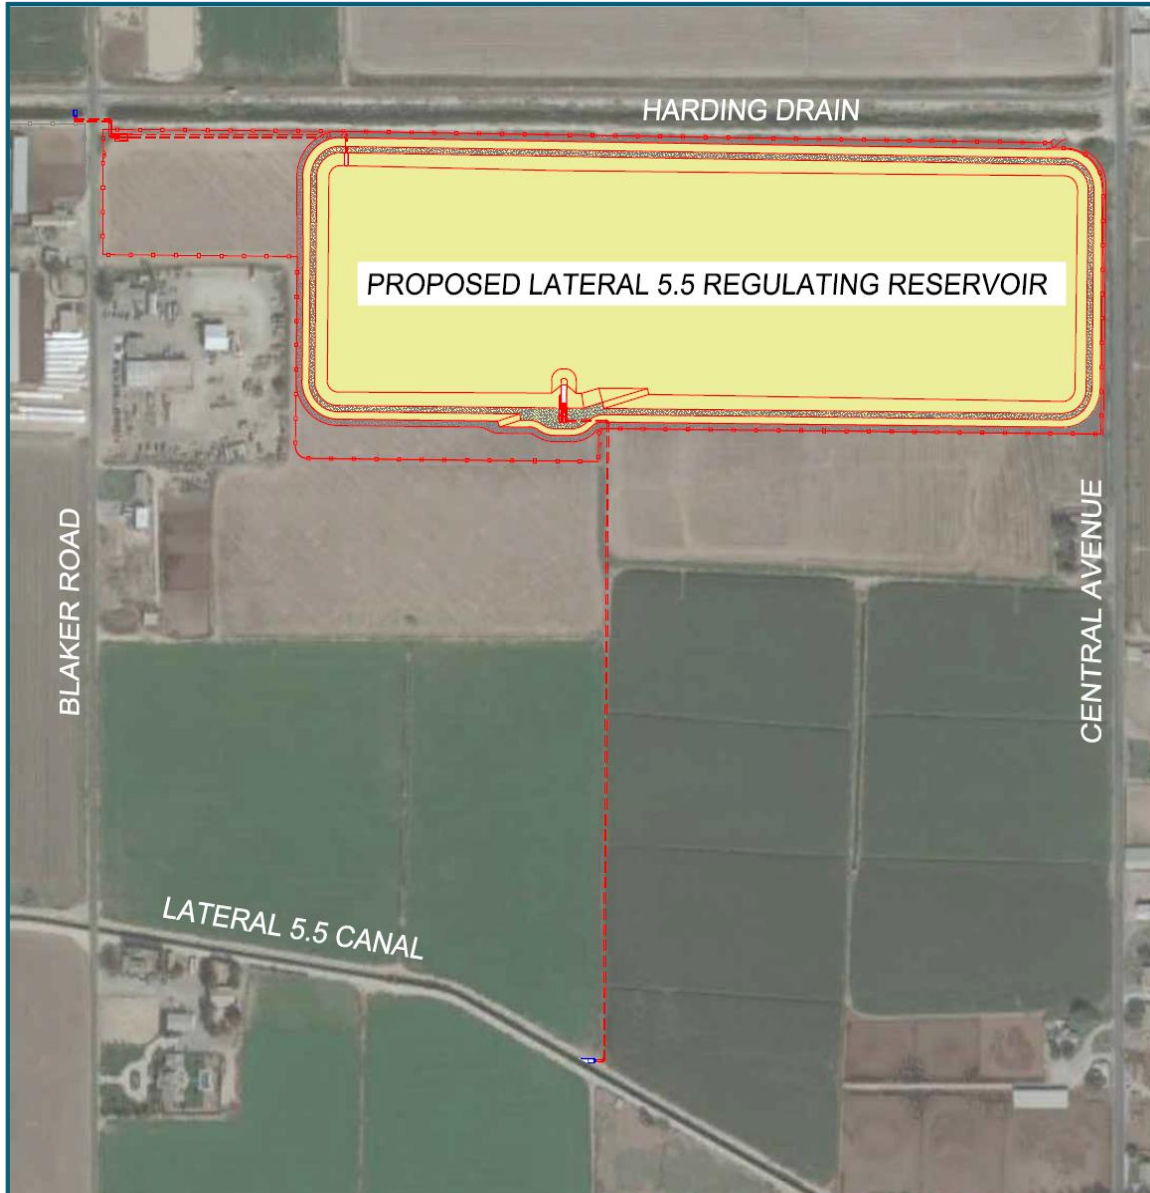 HARDING DRAIN
PROPOSED LATERAL 5.5 REGULATING RESERVOIR
BLAKER ROAD
CENTRAL AVENUE
LATERAL 5.5 CANAL